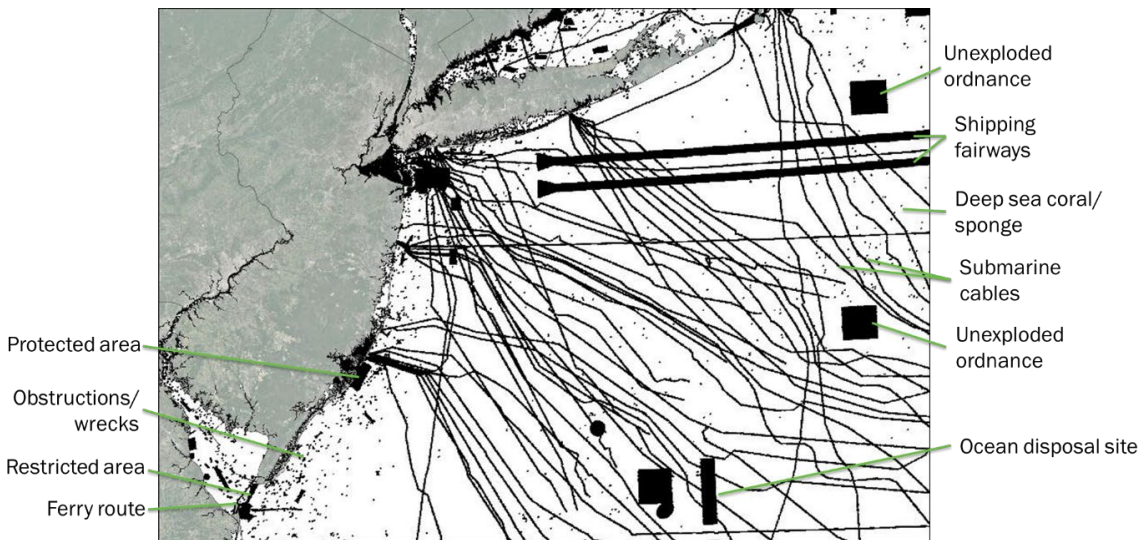 Unexploded
ordnance
Shipping
fairways
Deep sea coral/
sponge
Submarine
cables
Unexploded
ordnance
Ocean disposal site
Protected area
Obstructions/
wrecks
Restricted area
Ferry route